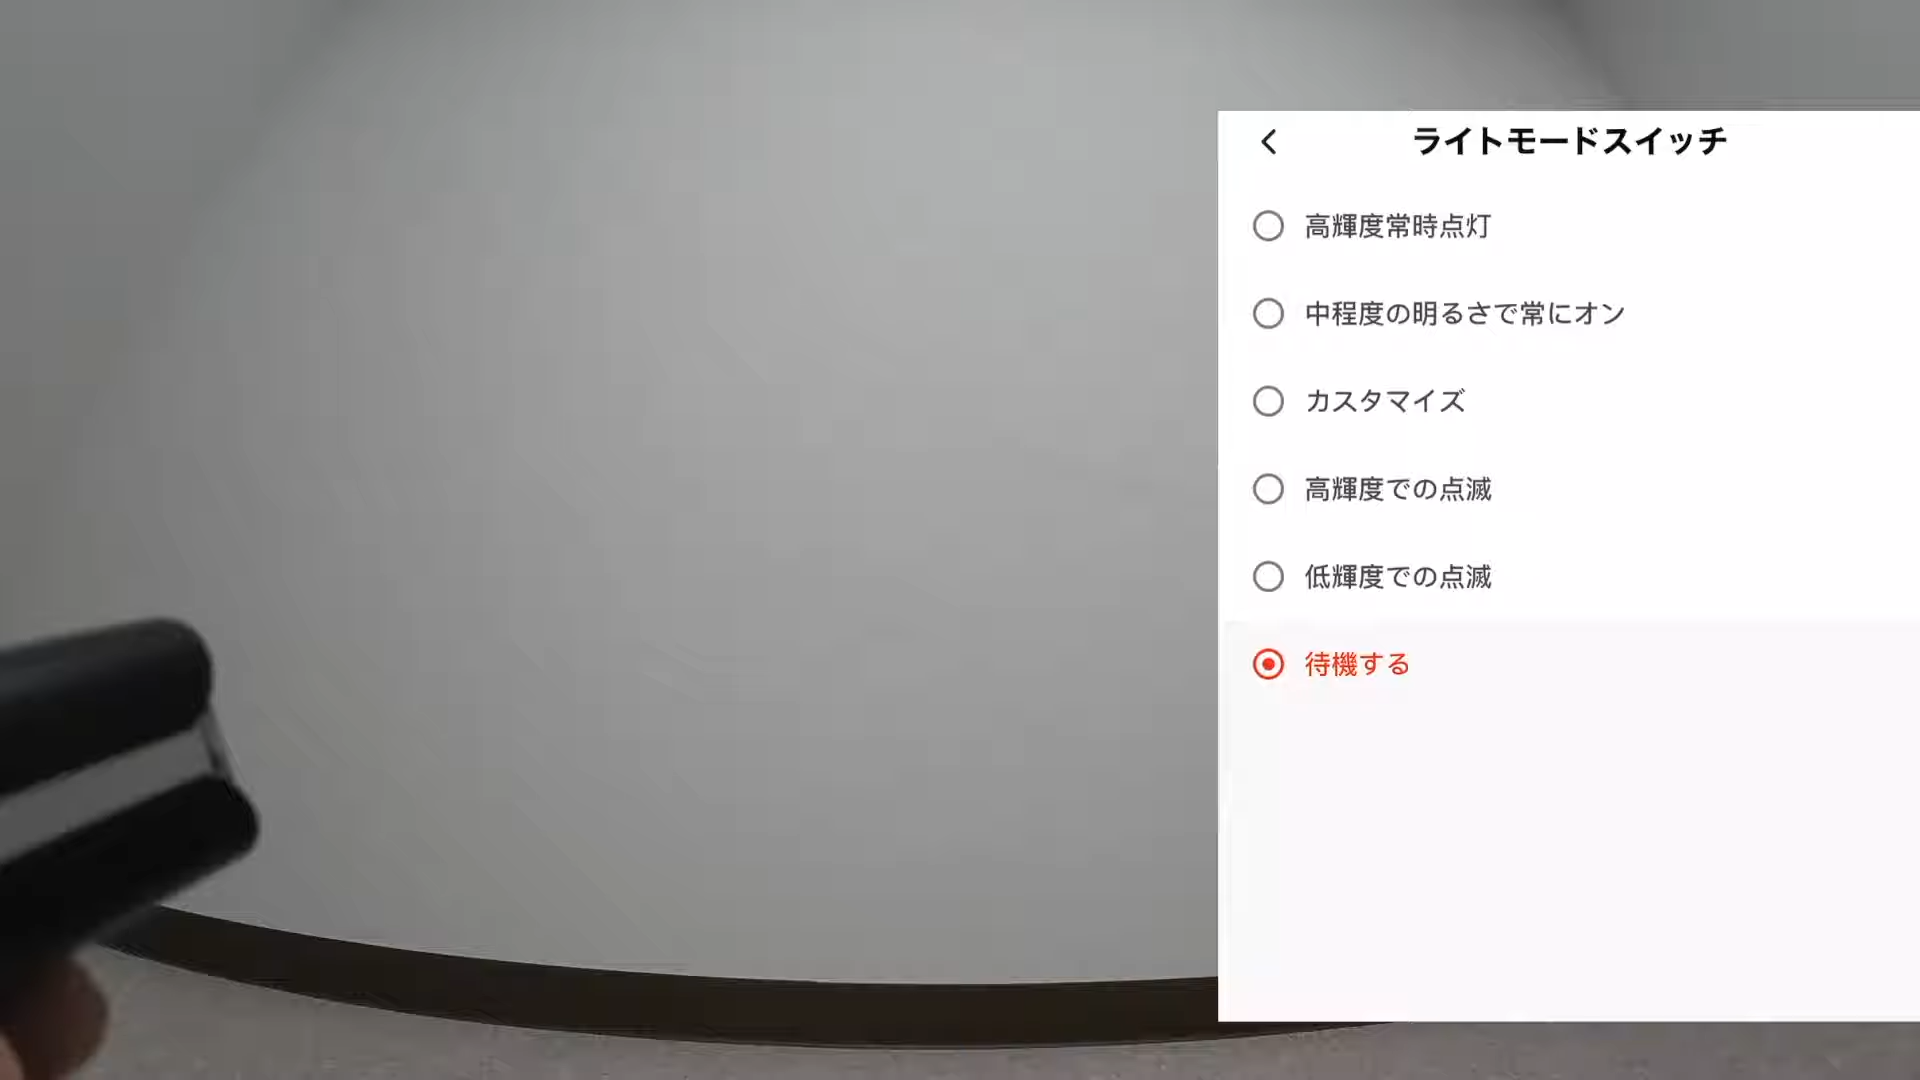 ライトモードスイッチ
高輝度常時点灯
中程度の明るさで常にオン
カスタマイズ
高輝度での点滅
低輝度での点滅
待機する